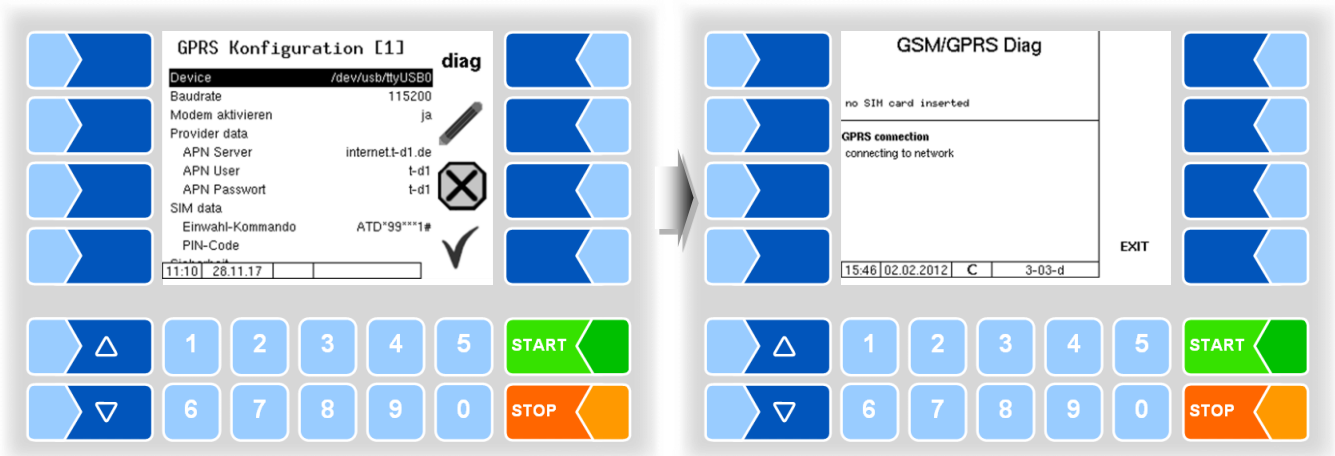 GPRS Konfiguration [1]
diag
Device /dev/usb/ttyUSB0
Baudrate 115200
Modem aktivieren ja
Provider data
APN Server internet.t-d1.de
APN User t-d1
APN Passwort t-d1
SIM data
Einwahl-Kommando ATD*99***1#
PIN-Code
Sicherheit
11:10 28.11.17
1 2 3 4 5 START
6 7 8 9 0 STOP
GSM/GPRS Diag
no SIM card inserted
GPRS connection
connecting to network
EXIT
15:46 02.02.2012 C 3-03-d
1 2 3 4 5 START
6 7 8 9 0 STOP